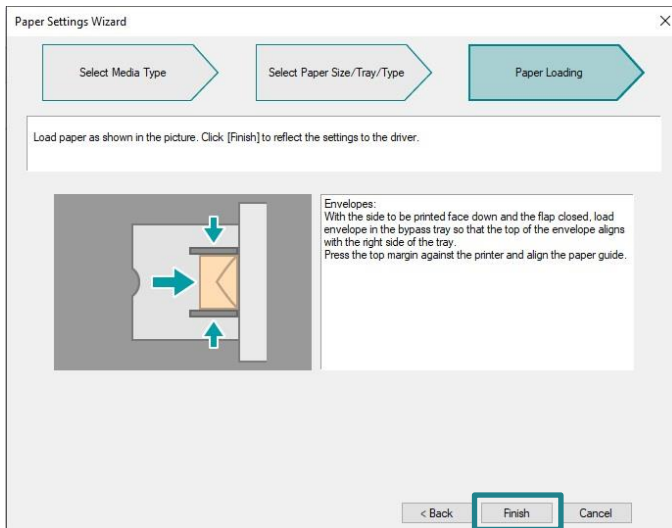 Paper Settings Wizard
Select Media Type
Select Paper Size/Tray/Type
Paper Loading
Load paper as shown in the picture. Click [Finish] to reflect the settings to the driver.
Envelopes:
With the side to be printed face down and the flap closed, load
envelope in the bypass tray so that the top of the envelope aligns
with the right side of the tray.
Press the top margin against the printer and align the paper guide.
< Back
Finish
Cancel